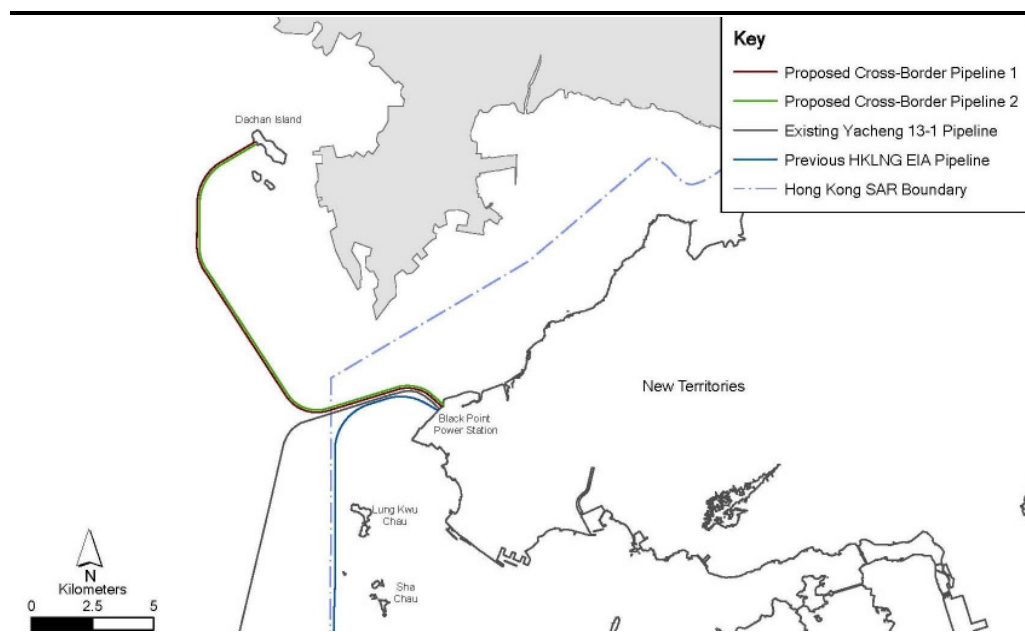 Key
Proposed Cross-Border Pipeline 1
Proposed Cross-Border Pipeline 2
Existing Yacheng 13-1 Pipeline
Previous HKLNG EIA Pipeline
Hong Kong SAR Boundary
Dachan Island
New Territories
Black Point
Power Station
Lung Kwu
Chau
Sha
Chau
N
Kilometers
0 2.5 5